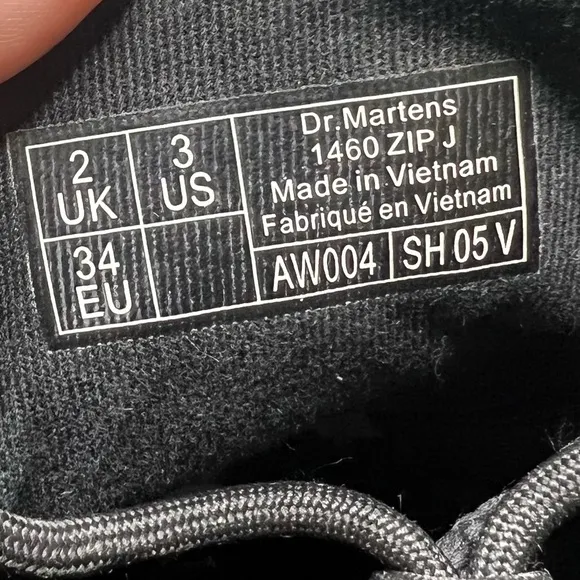 2
UK
3
US
34
EU
Dr.Martens
1460 ZIP J
Made in Vietnam
Fabriqué en Vietnam
AW004
SH 05 V